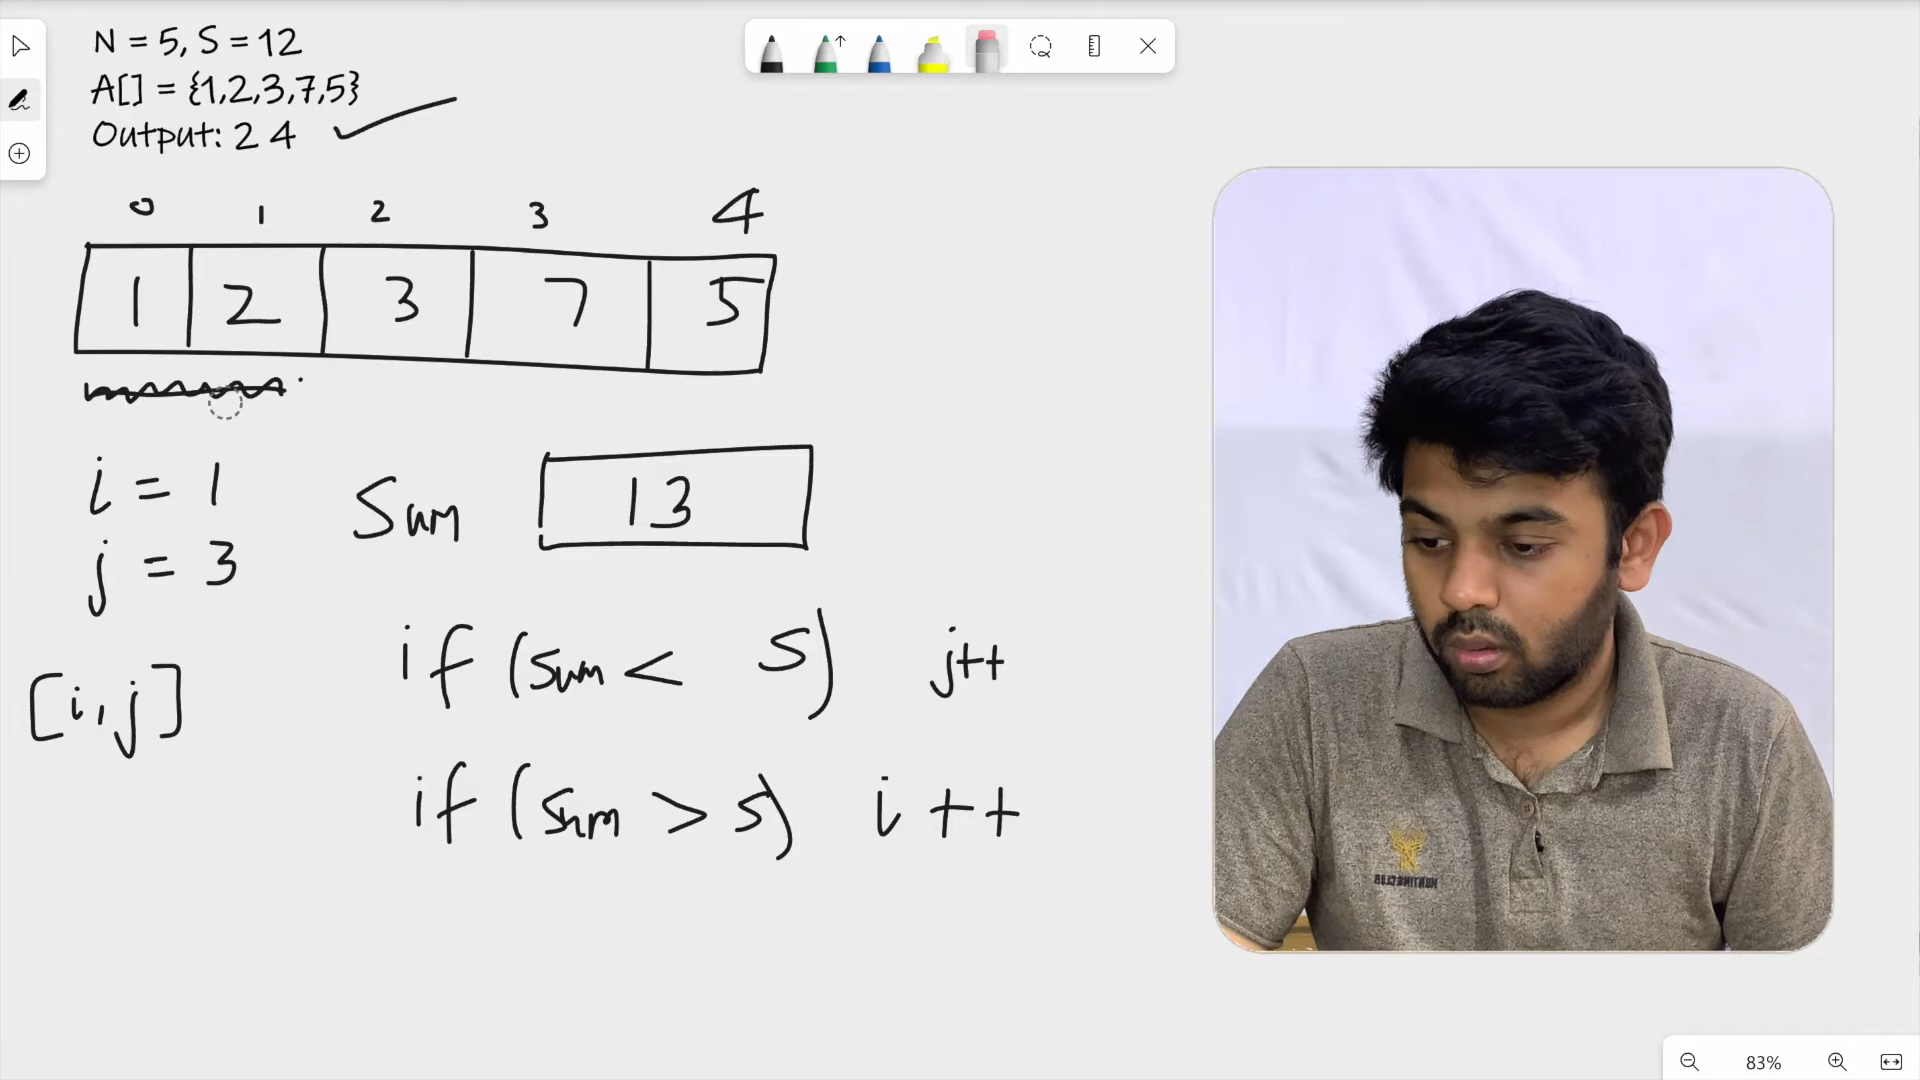 N = 5, S = 12
A[] = {1,2,3,7,5}
Output: 2 4
0 1 2 3 4
1 2 3 7 5
i = 1
Sum 13
j = 3
if (sum < S) j++
[i,j]
if (sum > S) i ++
HUNTINGCLUB
83%